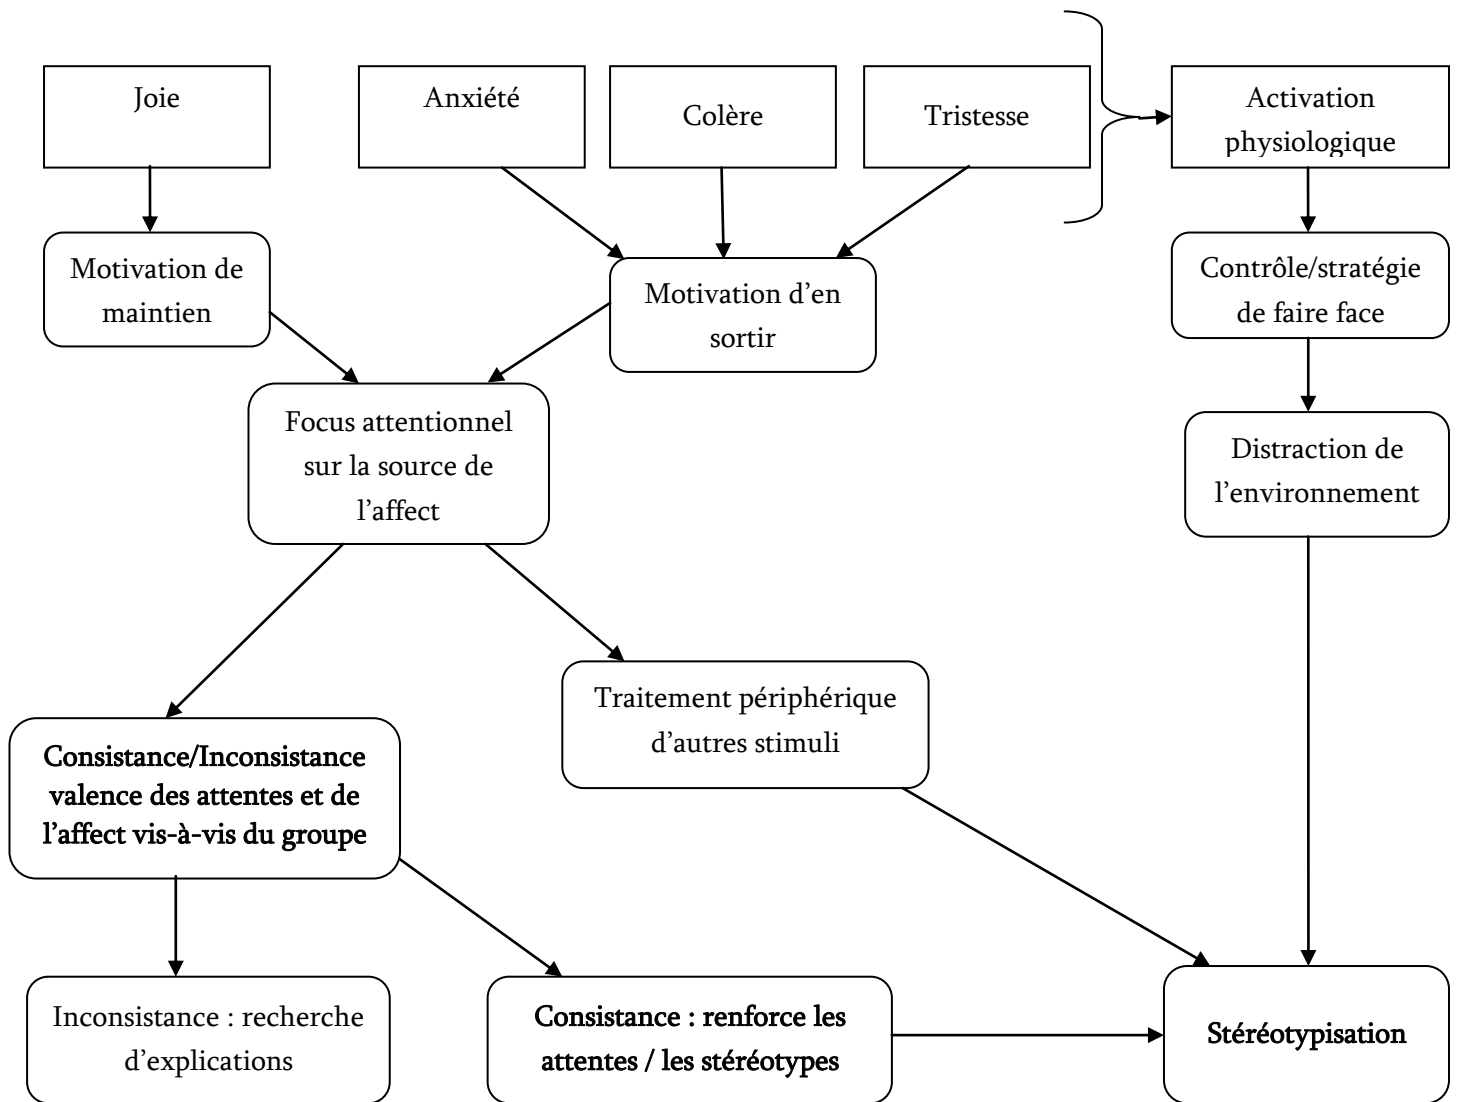 Joie
Anxiété
Colère
Tristesse
Activation
physiologique
Motivation de
maintien
Motivation d’en
sortir
Contrôle/stratégie
de faire face
Focus attentionnel
sur la source de
l’affect
Distraction de
l’environnement
Traitement périphérique
d’autres stimuli
Consistance/Inconsistance
valence des attentes et de
l’affect vis-à-vis du groupe
Inconsistance : recherche
d’explications
Consistance : renforce les
attentes / les stéréotypes
Stéréotypisation